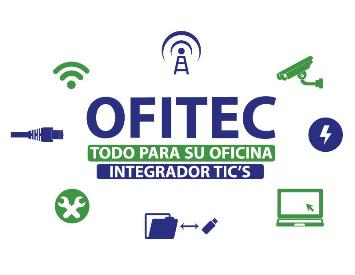 OFITEC
TODO PARA SU OFICINA
INTEGRADOR TIC'S